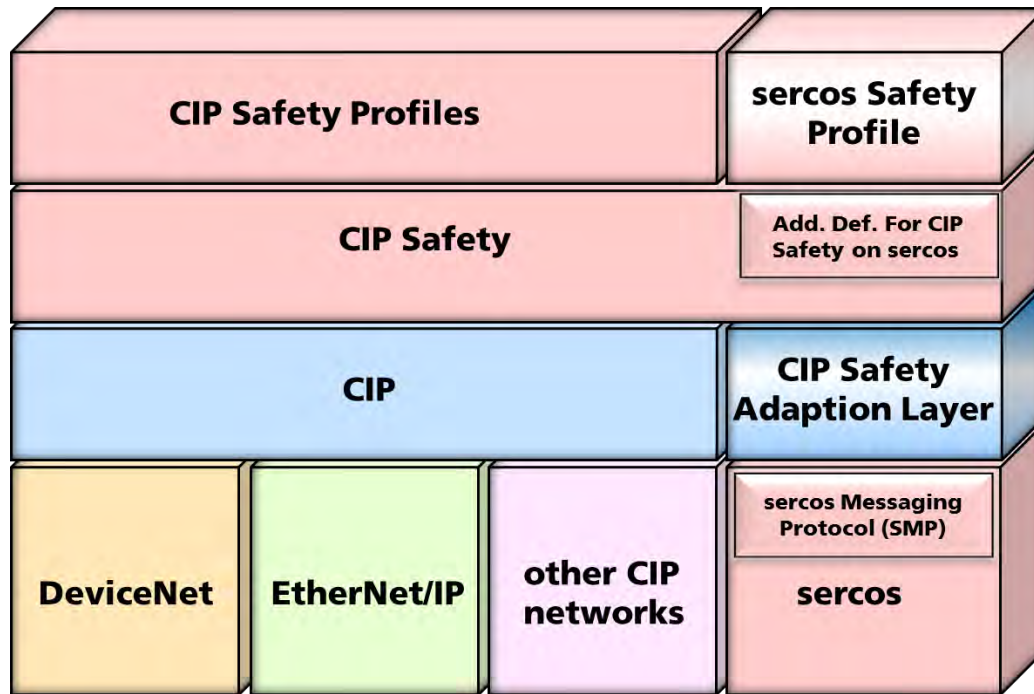 CIP Safety Profiles
sercos Safety
Profile
CIP Safety
Add. Def. For CIP
Safety on sercos
CIP
CIP Safety
Adaption Layer
DeviceNet
EtherNet/IP
other CIP
networks
sercos Messaging
Protocol (SMP)
sercos